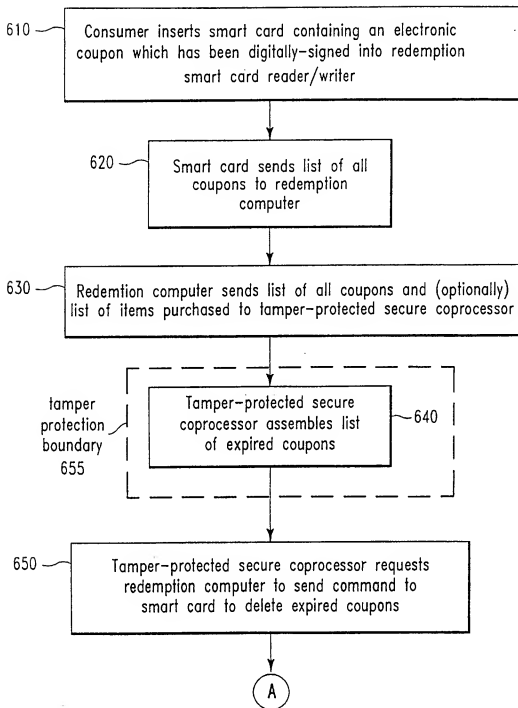 610
Consumer inserts smart card containing an electronic
coupon which has been digitally-signed into redemption
smart card reader/writer
620
Smart card sends list of all
coupons to redemption
computer
630
Redemtion computer sends list of all coupons and (optionally)
list of items purchased to tamper-protected secure coprocessor
tamper
protection
boundary
655
Tamper-protected secure
coprocessor assembles list
of expired coupons
640
650
Tamper-protected secure coprocessor requests
redemption computer to send command to
smart card to delete expired coupons
A